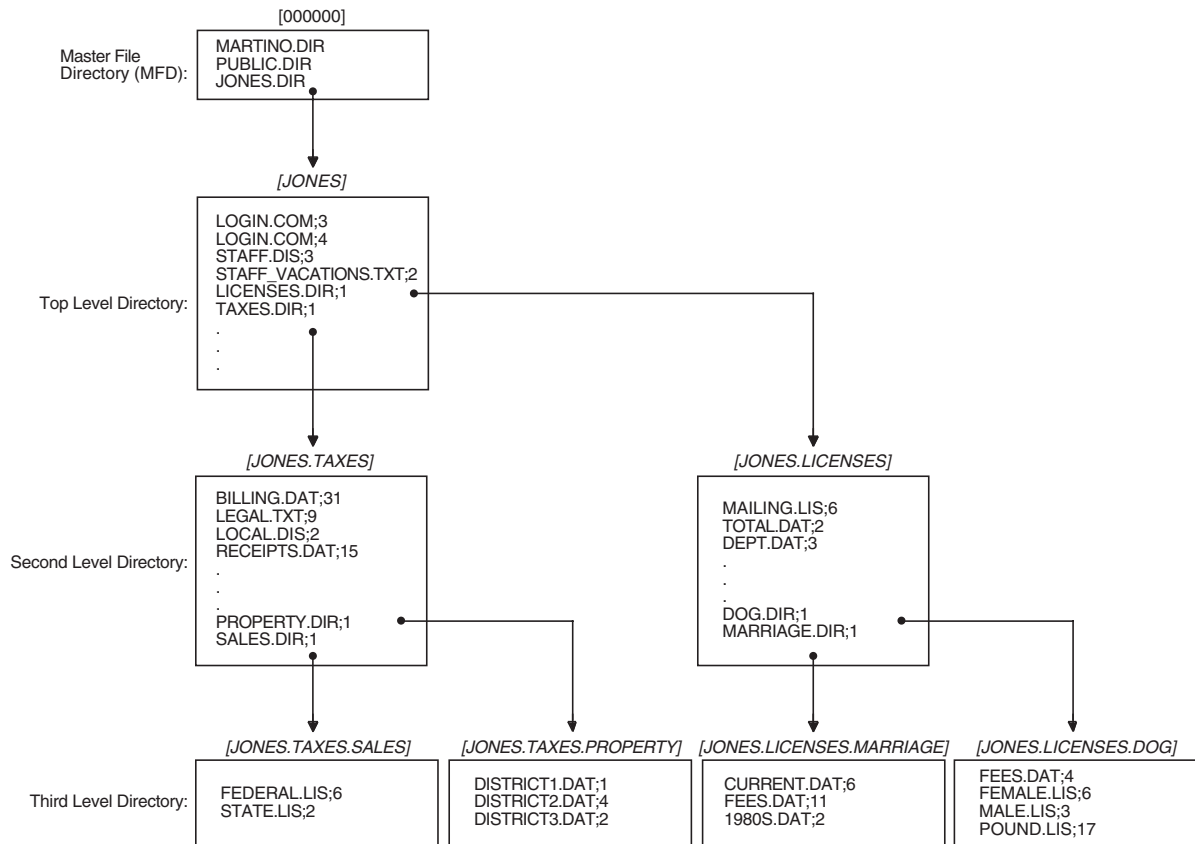 [000000]
Master File
Directory (MFD):
MARTINO.DIR
PUBLIC.DIR
JONES.DIR
[JONES]
Top Level Directory:
LOGIN.COM;3
LOGIN.COM;4
STAFF.DIS;3
STAFF_VACATIONS.TXT;2
LICENSES.DIR;1
TAXES.DIR;1
.
.
.
[JONES.TAXES]
Second Level Directory:
BILLING.DAT;31
LEGAL.TXT;9
LOCAL.DIS;2
RECEIPTS.DAT;15
.
.
.
PROPERTY.DIR;1
SALES.DIR;1
[JONES.LICENSES]
MAILING.LIS;6
TOTAL.DAT;2
DEPT.DAT;3
.
.
.
DOG.DIR;1
MARRIAGE.DIR;1
Third Level Directory:
[JONES.TAXES.SALES]
FEDERAL.LIS;6
STATE.LIS;2
[JONES.TAXES.PROPERTY]
DISTRICT1.DAT;1
DISTRICT2.DAT;4
DISTRICT3.DAT;2
[JONES.LICENSES.MARRIAGE]
CURRENT.DAT;6
FEES.DAT;11
1980S.DAT;2
[JONES.LICENSES.DOG]
FEES.DAT;4
FEMALE.LIS;6
MALE.LIS;3
POUND.LIS;17